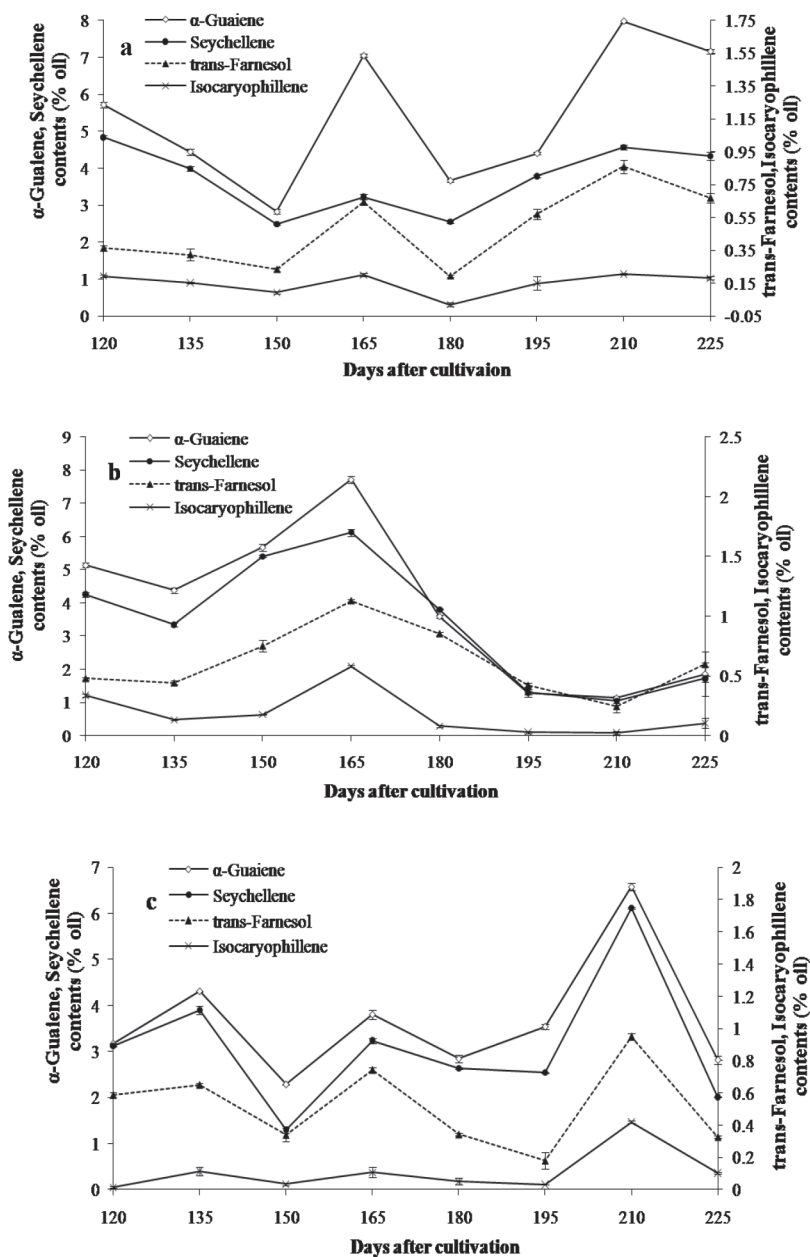 a
α-Guaiene
Seychellene
trans-Farnesol
Isocaryophillene
α-Guaiene, Seychellene
contents (% oil)
8
7
6
5
4
3
2
1
0
1.75
1.55
1.35
1.15
0.95
0.75
0.55
0.35
0.15
-0.05
trans-Farnesol,Isocaryophillene
contents (% oil)
120 135 150 165 180 195 210 225
Days after cultivaion
b
α-Guaiene
Seychellene
trans-Farnesol
Isocaryophillene
α-Guaiene, Seychellene
contents (% oil)
9
8
7
6
5
4
3
2
1
0
2.5
2
1.5
1
0.5
0
trans-Farnesol, Isocaryophillene
contents (% oil)
120 135 150 165 180 195 210 225
Days after cultivation
c
α-Guaiene
Seychellene
trans-Farnesol
Isocaryophillene
α-Guaiene, Seychellene
contents (% oil)
7
6
5
4
3
2
1
0
2
1.8
1.6
1.4
1.2
1
0.8
0.6
0.4
0.2
0
trans-Farnesol, Isocaryophillene
contents (% oil)
120 135 150 165 180 195 210 225
Days after cultivation